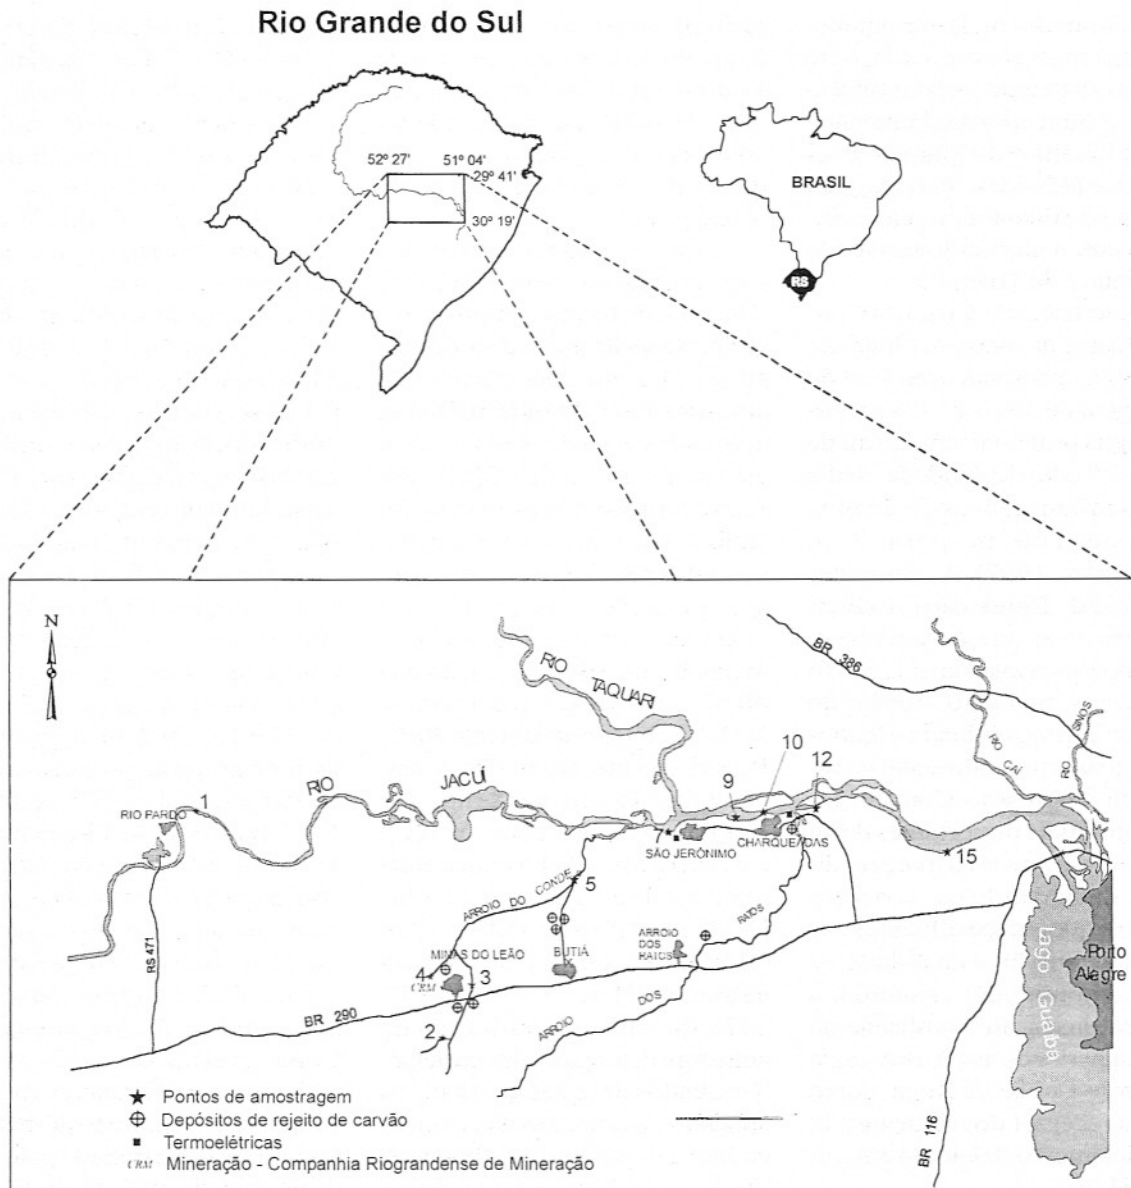 Rio Grande do Sul
52º 27'
51º 04'
29º 41'
30º 19'
BRASIL
RS
N
RIO TAQUARI
BR 386
RIO CAÍ
RIO SINOS
RIO JACUÍ
RIO PARDO
1
9
10
12
7
SÃO JERÔNIMO
CHARQUEADAS
15
ARROIO DO CONDE
5
RS 471
MINAS DO LEÃO
BUTIÁ
ARROIO
DOS
RATOS
4
CRM
3
2
BR 290
ARROIO DOS RATOS
Lago Guaíba
Porto
Alegre
BR 116
Pontos de amostragem
Depósitos de rejeito de carvão
Termoelétricas
CRM Mineração - Companhia Riograndense de Mineração